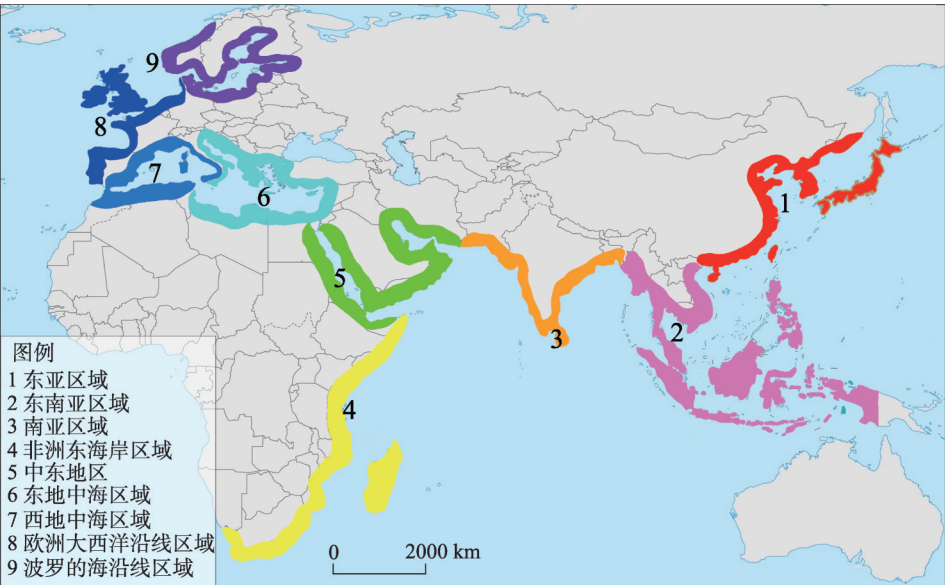 9
8
7
6
5
4
3
2
1
图例
1 东亚区域
2 东南亚区域
3 南亚区域
4 非洲东海岸区域
5 中东地区
6 东地中海区域
7 西地中海区域
8 欧洲大西洋沿线区域
9 波罗的海沿线区域
0 2000 km